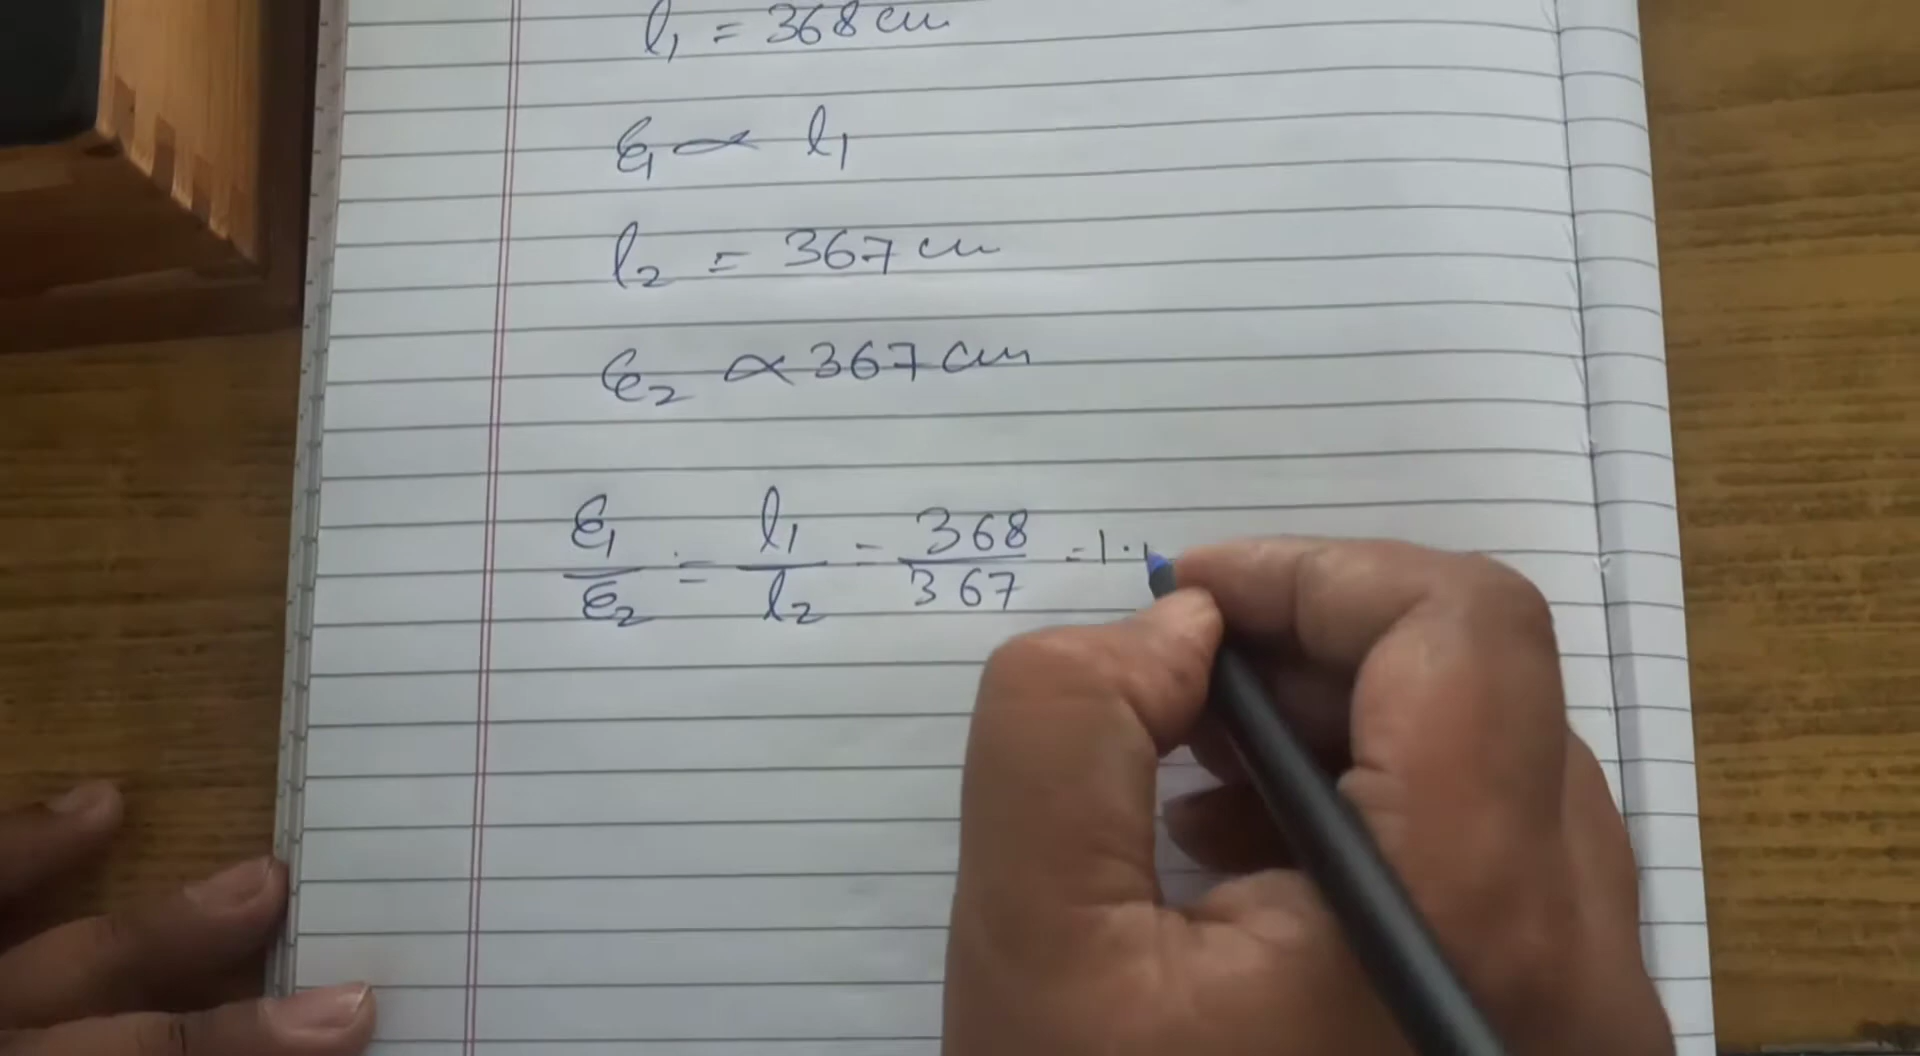 l₁ = 368 cm
ε₁ ∝ l₁
l₂ = 367 cm
ε₂ ∝ 367 cm
ε₁/ε₂ = l₁/l₂ = 368/367 = 1.